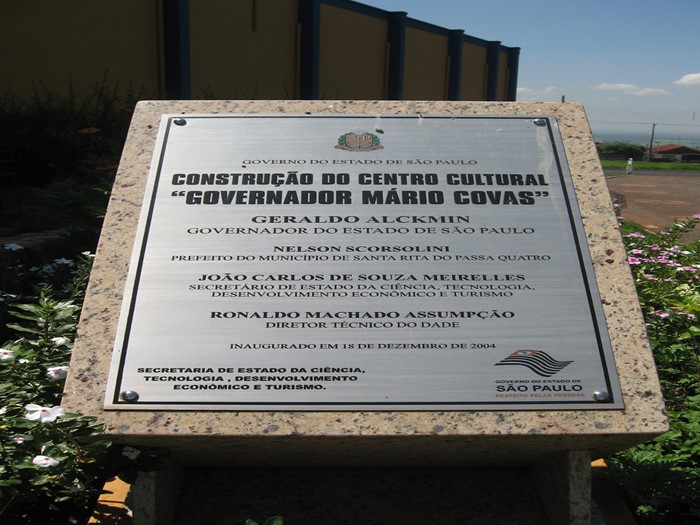 GOVERNO DO ESTADO DE SÃO PAULO
CONSTRUÇÃO DO CENTRO CULTURAL
"GOVERNADOR MÁRIO COVAS"
GERALDO ALCKMIN
GOVERNADOR DO ESTADO DE SÃO PAULO
NELSON SCORSOLINI
PREFEITO DO MUNICÍPIO DE SANTA RITA DO PASSA QUATRO
JOÃO CARLOS DE SOUZA MEIRELLES
SECRETÁRIO DE ESTADO DA CIÊNCIA, TECNOLOGIA,
DESENVOLVIMENTO ECONÔMICO E TURISMO
RONALDO MACHADO ASSUMPÇÃO
DIRETOR TÉCNICO DO DADE
INAUGURADO EM 18 DE DEZEMBRO DE 2004
SECRETARIA DE ESTADO DA CIÊNCIA,
TECNOLOGIA , DESENVOLVIMENTO
ECONÔMICO E TURISMO.
GOVERNO DO ESTADO DE
SÃO PAULO
RESPEITO PELAS PESSOAS